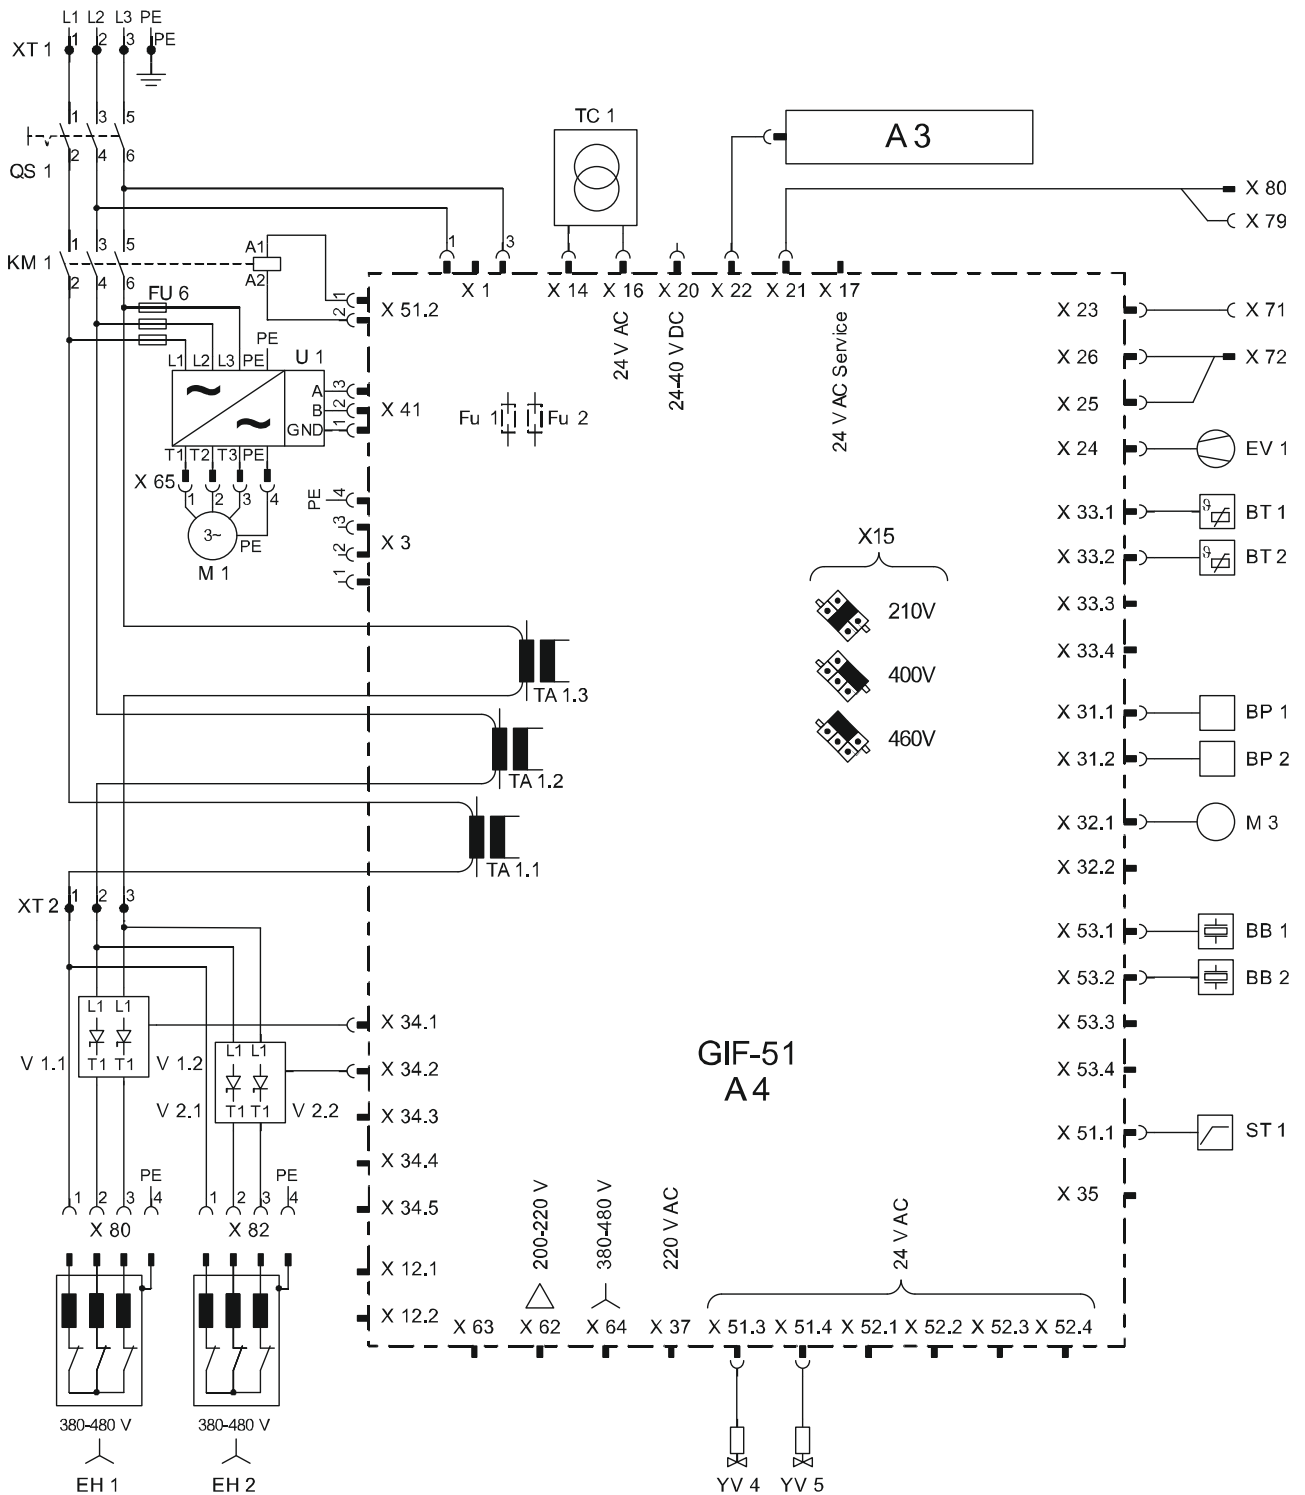 L1 L2 L3 PE
XT 1 1 2 3 PE
TC 1
A 3
1 3 5
QS 1 2 4 6
X 80
X 79
1 3 5
KM 1 2 4 6
A1
A2
1 3
X 1 X 14 X 16 X 20 X 22 X 21 X 17
24 V AC
24-40 V DC
24 V AC Service
FU 6
1
2
X 51.2
X 23 X 71
X 26 X 72
X 25
PE
L1 L2 L3 PE U 1
A 3
B 2
GND 1
X 41
Fu 1 Fu 2
X 24 EV 1
T1 T2 T3 PE
X 65
1 2 3 4
3~
PE
M 1
PE 4
3
2
1
X 3
X 33.1 ϑ BT 1
X 33.2 ϑ BT 2
X 33.3
X 33.4
X15
210V
400V
460V
TA 1.3
TA 1.2
TA 1.1
X 31.1 BP 1
X 31.2 BP 2
X 32.1 M 3
X 32.2
XT 2 1 2 3
X 53.1 BB 1
X 53.2 BB 2
X 53.3
X 53.4
L1 L1
V 1.1 T1 T1 V 1.2
X 34.1
L1 L1
V 2.1 T1 T1 V 2.2
X 34.2
X 34.3
X 34.4
X 34.5
X 12.1
X 12.2
GIF-51
A 4
X 51.1 ST 1
X 35
PE PE
1 2 3 4 1 2 3 4
X 80 X 82
200-220 V
380-480 V
220 V AC
24 V AC
X 63 X 62 X 64 X 37 X 51.3 X 51.4 X 52.1 X 52.2 X 52.3 X 52.4
380-480 V 380-480 V
EH 1 EH 2
YV 4 YV 5